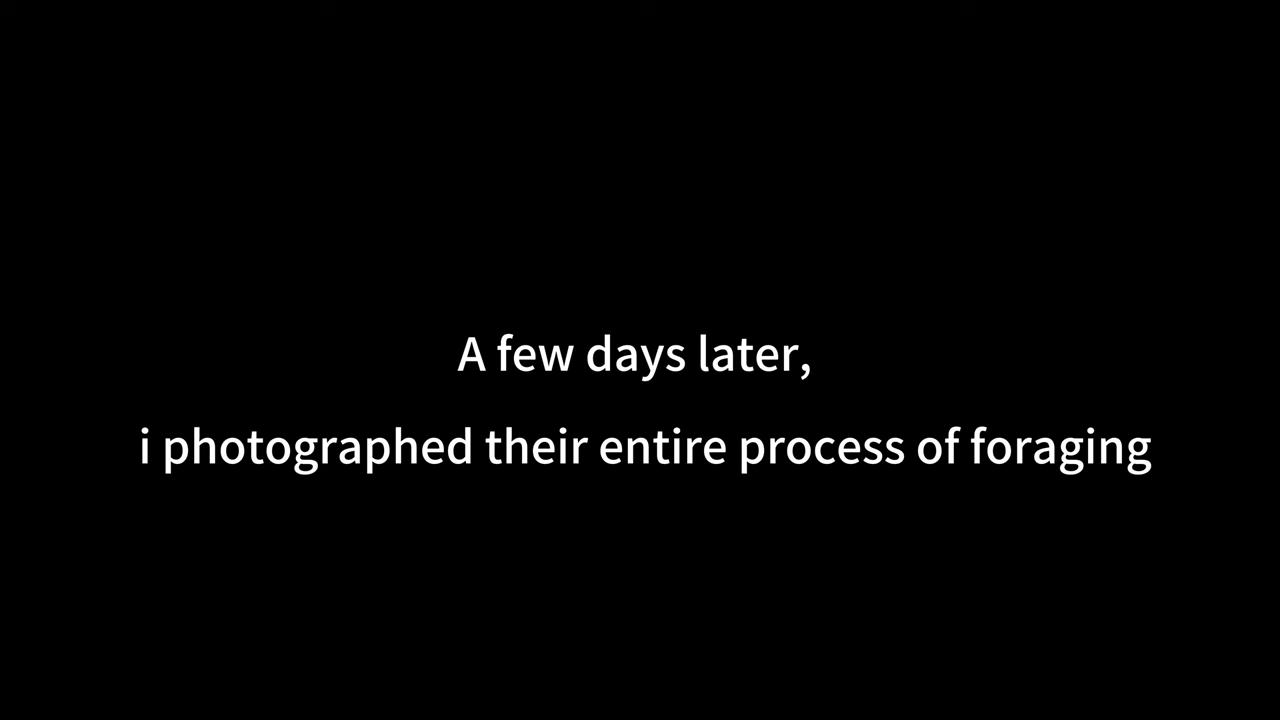 A few days later,
i photographed their entire process of foraging